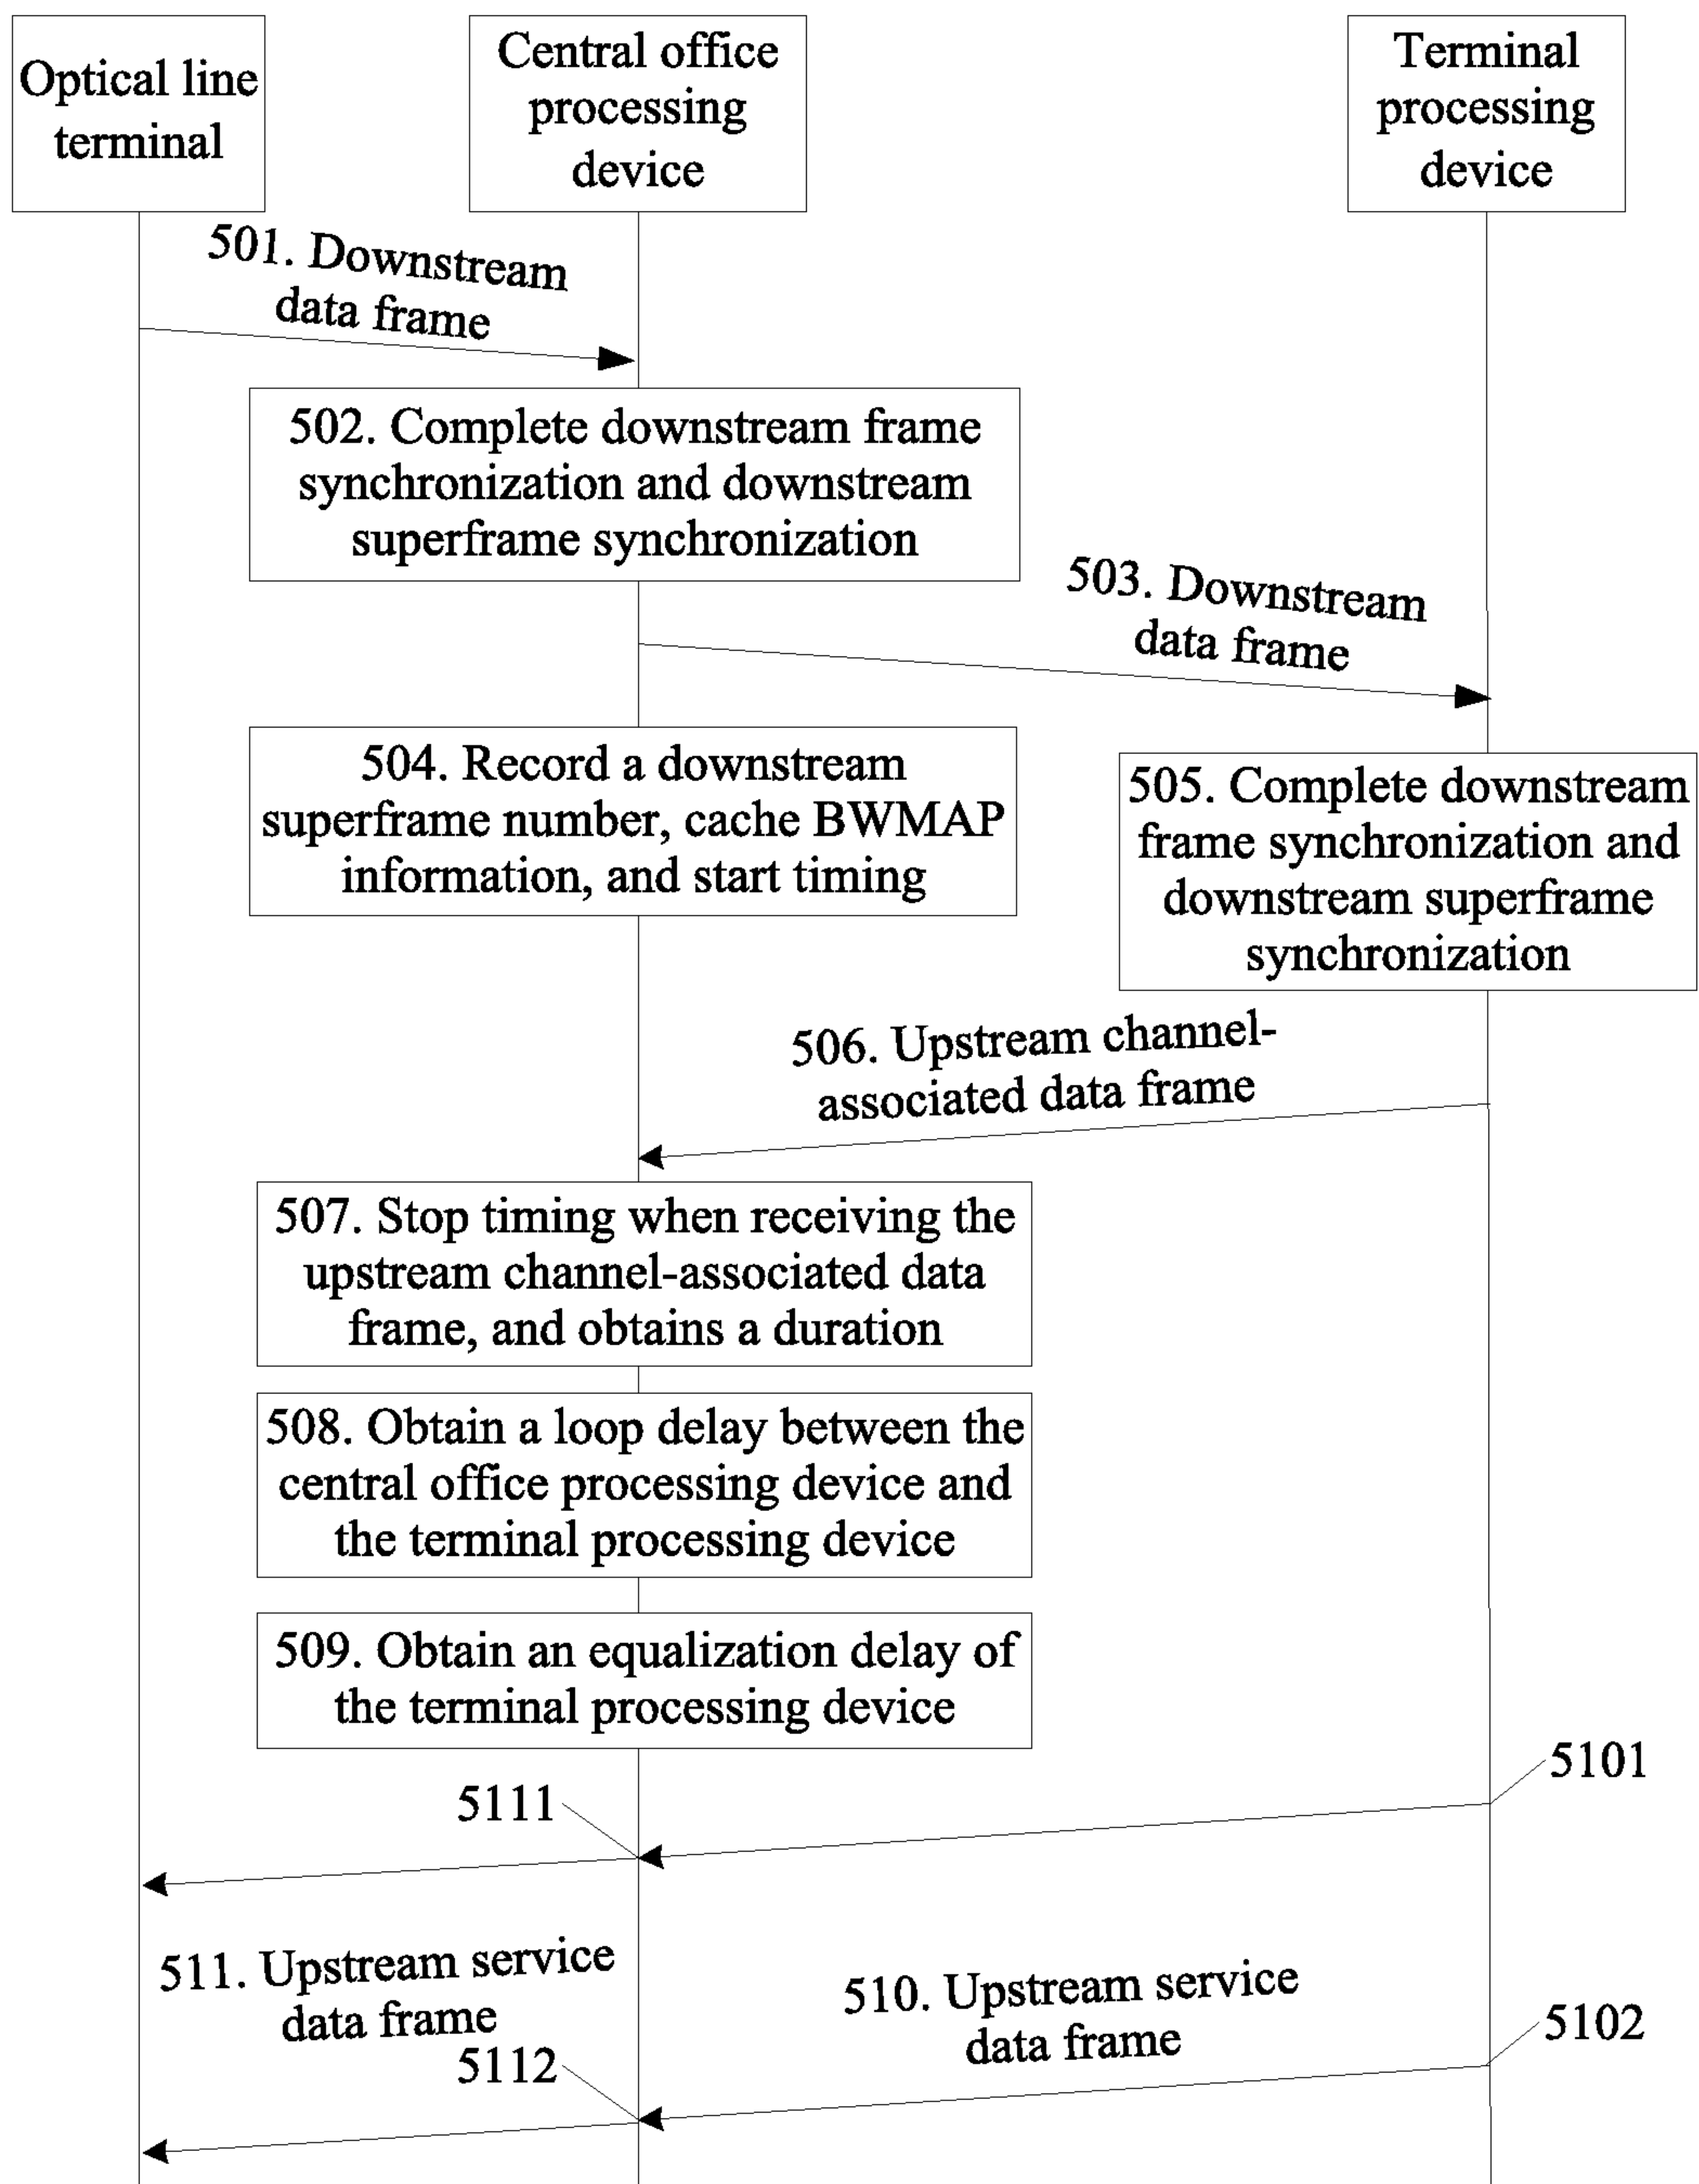 Optical line
terminal
Central office
processing
device
Terminal
processing
device
501. Downstream
data frame
502. Complete downstream frame
synchronization and downstream
superframe synchronization
503. Downstream
data frame
504. Record a downstream
superframe number, cache BWMAP
information, and start timing
505. Complete downstream
frame synchronization and
downstream superframe
synchronization
506. Upstream channel-
associated data frame
507. Stop timing when receiving the
upstream channel-associated data
frame, and obtains a duration
508. Obtain a loop delay between the
central office processing device and
the terminal processing device
509. Obtain an equalization delay of
the terminal processing device
5101
5111
511. Upstream service
data frame
510. Upstream service
data frame
5102
5112